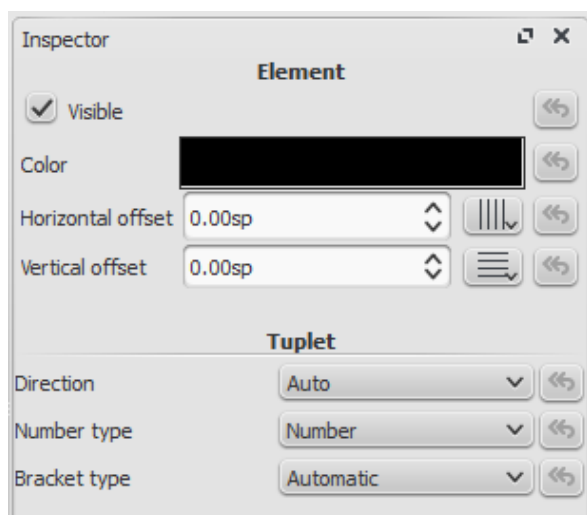 Inspector
Element
Visible
Color
Horizontal offset 0.00sp
Vertical offset 0.00sp
Tuplet
Direction Auto
Number type Number
Bracket type Automatic